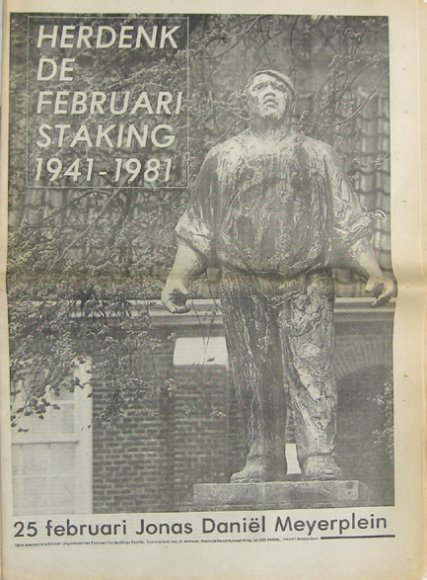 HERDENK
DE
FEBRUARI
STAKING
1941-1981
25 februari Jonas Daniël Meyerplein